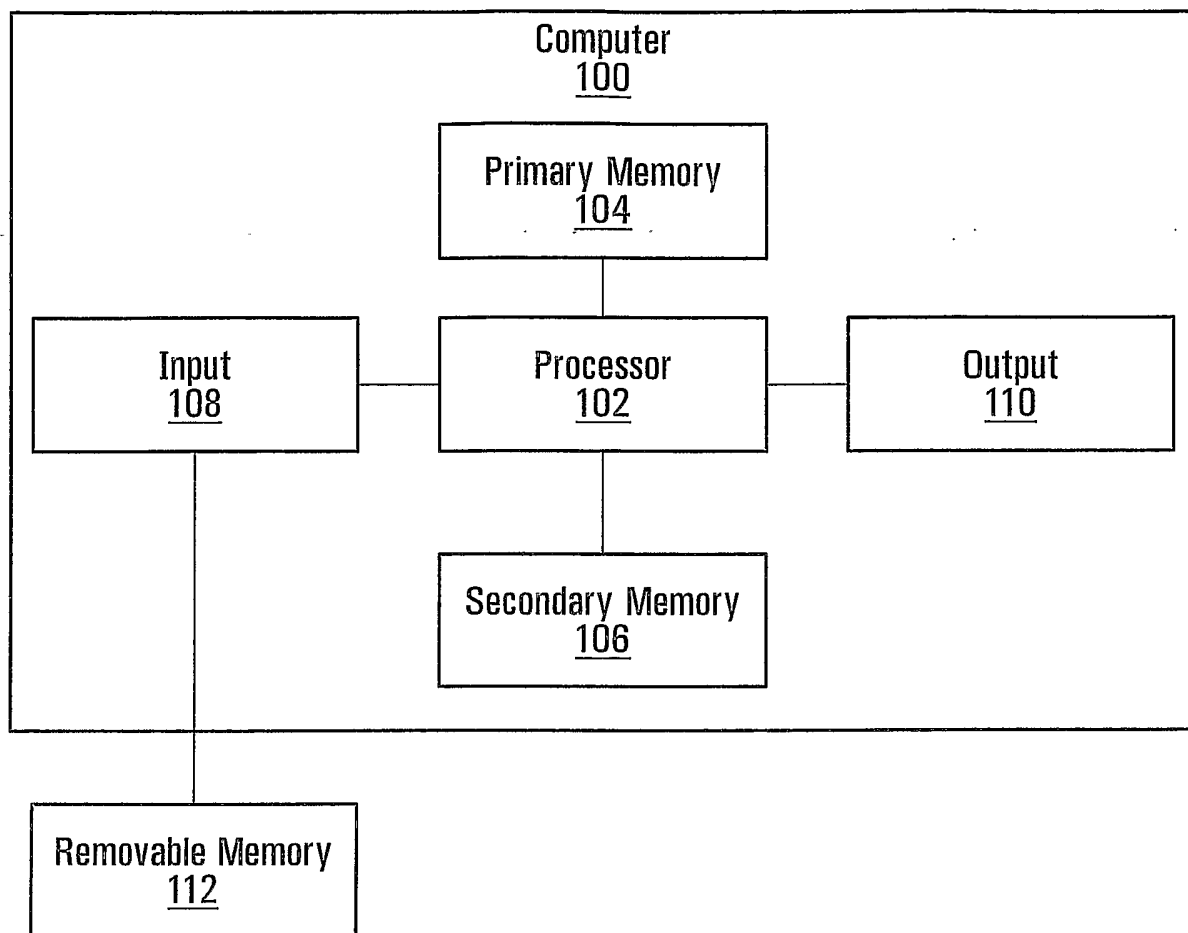 Computer
100
Primary Memory
104
Input
108
Processor
102
Output
110
Secondary Memory
106
Removable Memory
112